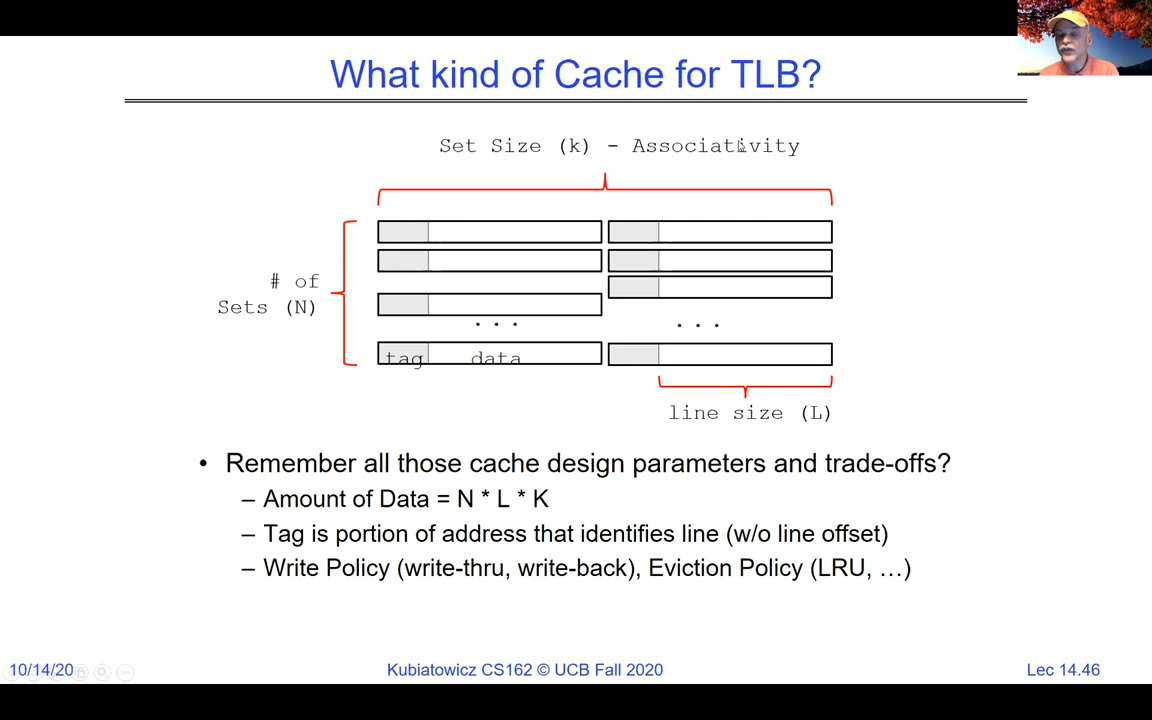 What kind of Cache for TLB?
Set Size (k) - Associativity
# of
Sets (N)
. . .
. . .
tag data
line size (L)
• Remember all those cache design parameters and trade-offs?
– Amount of Data = N * L * K
– Tag is portion of address that identifies line (w/o line offset)
– Write Policy (write-thru, write-back), Eviction Policy (LRU, …)
10/14/20
Kubiatowicz CS162 © UCB Fall 2020
Lec 14.46